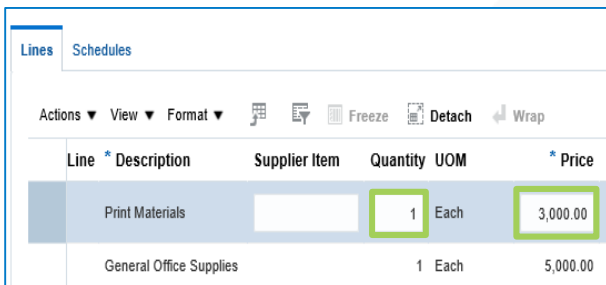 Lines Schedules
Actions ▼ View ▼ Format ▼ Freeze Detach Wrap
Line * Description Supplier Item Quantity UOM * Price
Print Materials 1 Each 3,000.00
General Office Supplies 1 Each 5,000.00